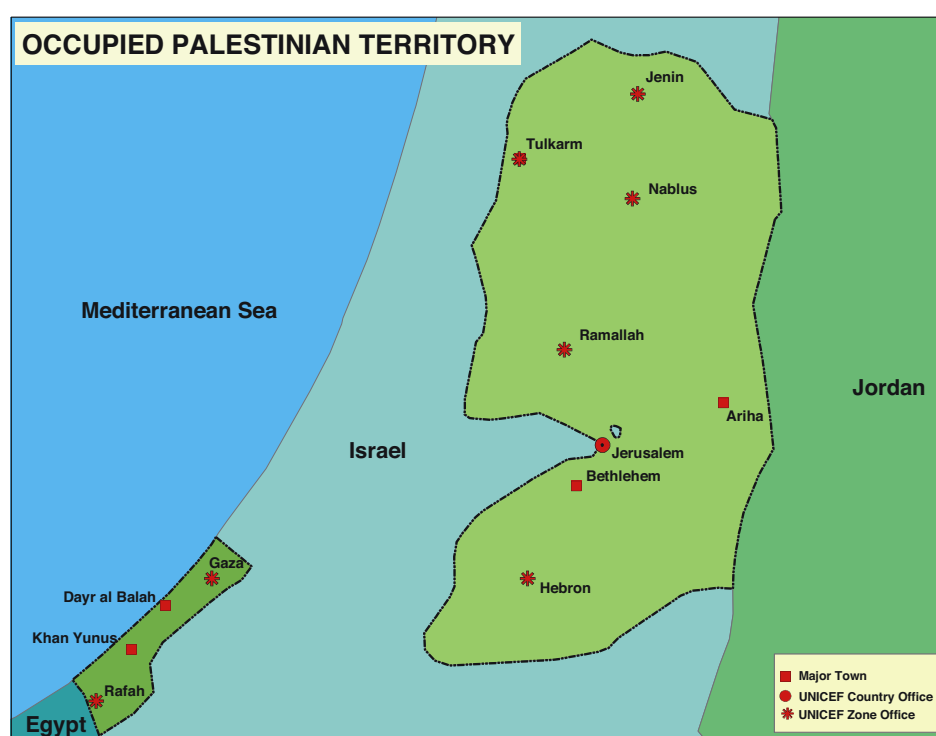 OCCUPIED PALESTINIAN TERRITORY
Jenin
Tulkarm
Nablus
Mediterranean Sea
Ramallah
Jordan
Ariha
Israel
Jerusalem
Bethlehem
Gaza
Hebron
Dayr al Balah
Khan Yunus
Rafah
Egypt
Major Town
UNICEF Country Office
UNICEF Zone Office